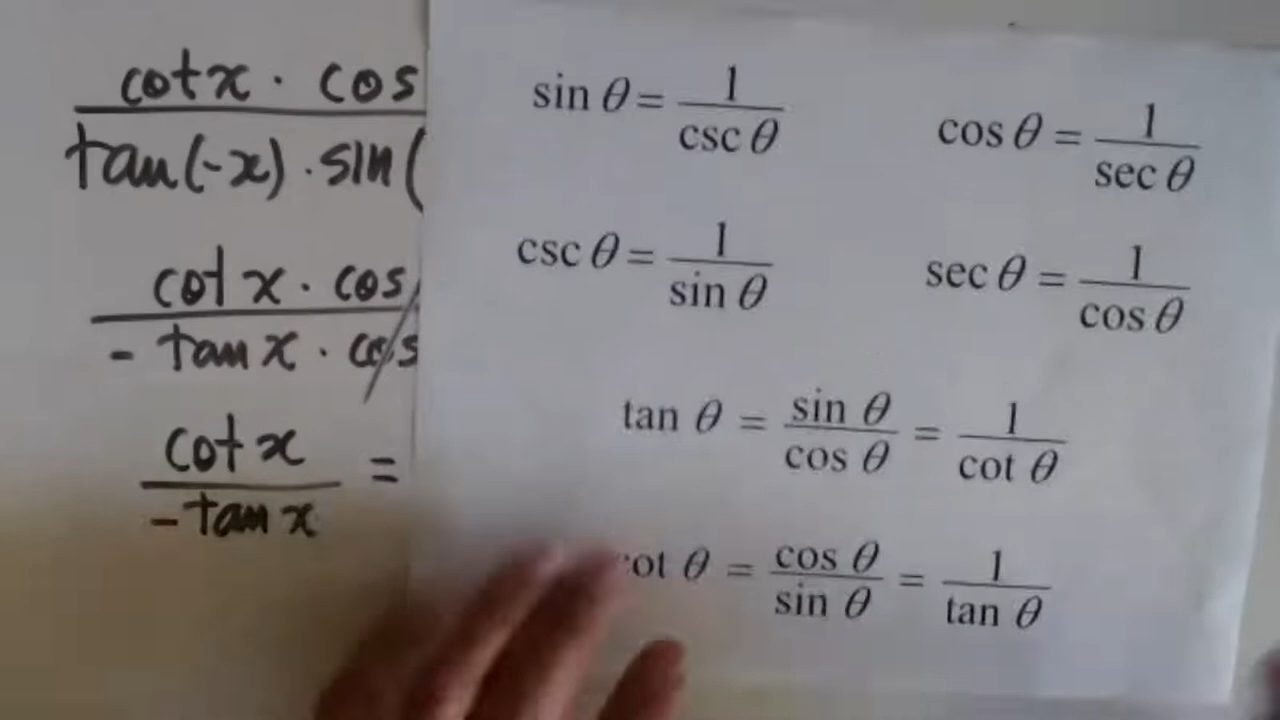 cot x · cos
tan(-x) · sin(
cot x · cos
- tan x · cos
cot x
- tan x
=
sin θ = 1
csc θ
cos θ = 1
sec θ
csc θ = 1
sin θ
sec θ = 1
cos θ
tan θ = sin θ
cos θ
= 1
cot θ
ot θ = cos θ
sin θ
= 1
tan θ